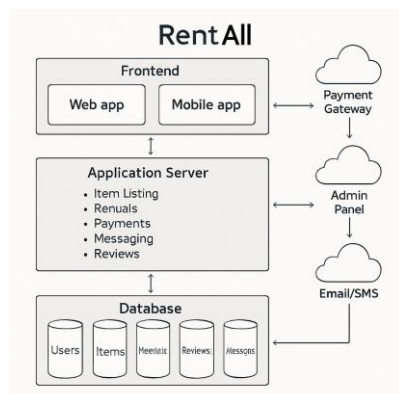 RentAll
Frontend
Web app
Mobile app
Payment
Gateway
Application Server
• Item Listing
• Renuals
• Payments
• Messaging
• Reviews
Admin
Panel
Email/SMS
Database
Users
Items
Reviews